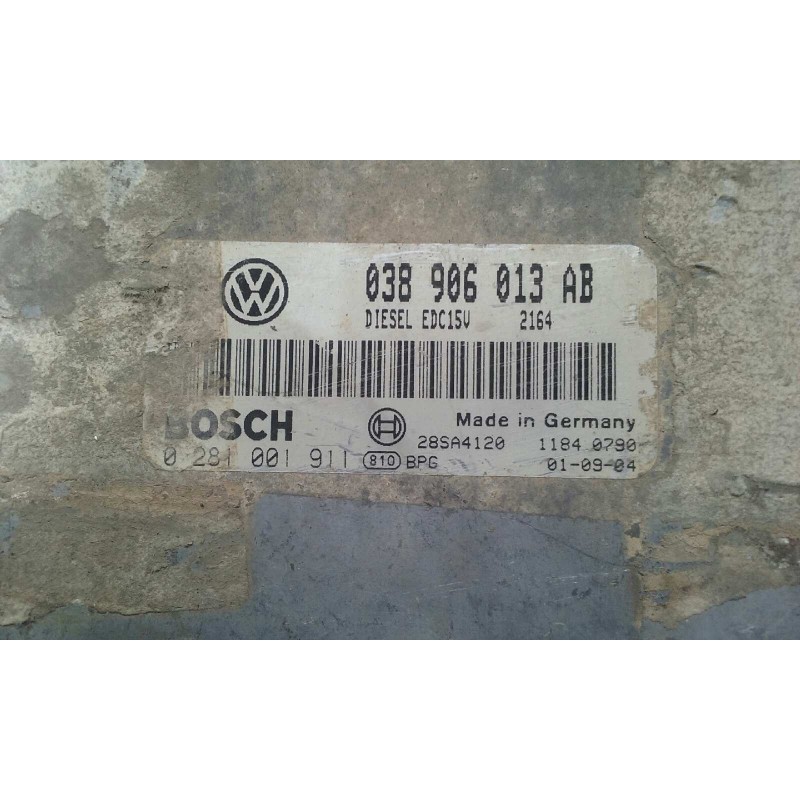 038 906 013 AB
DIESEL EDC15V 2164
BOSCH
Made in Germany
28SA4120 1184 0790
0 281 001 911 810 BPG 01-09-04